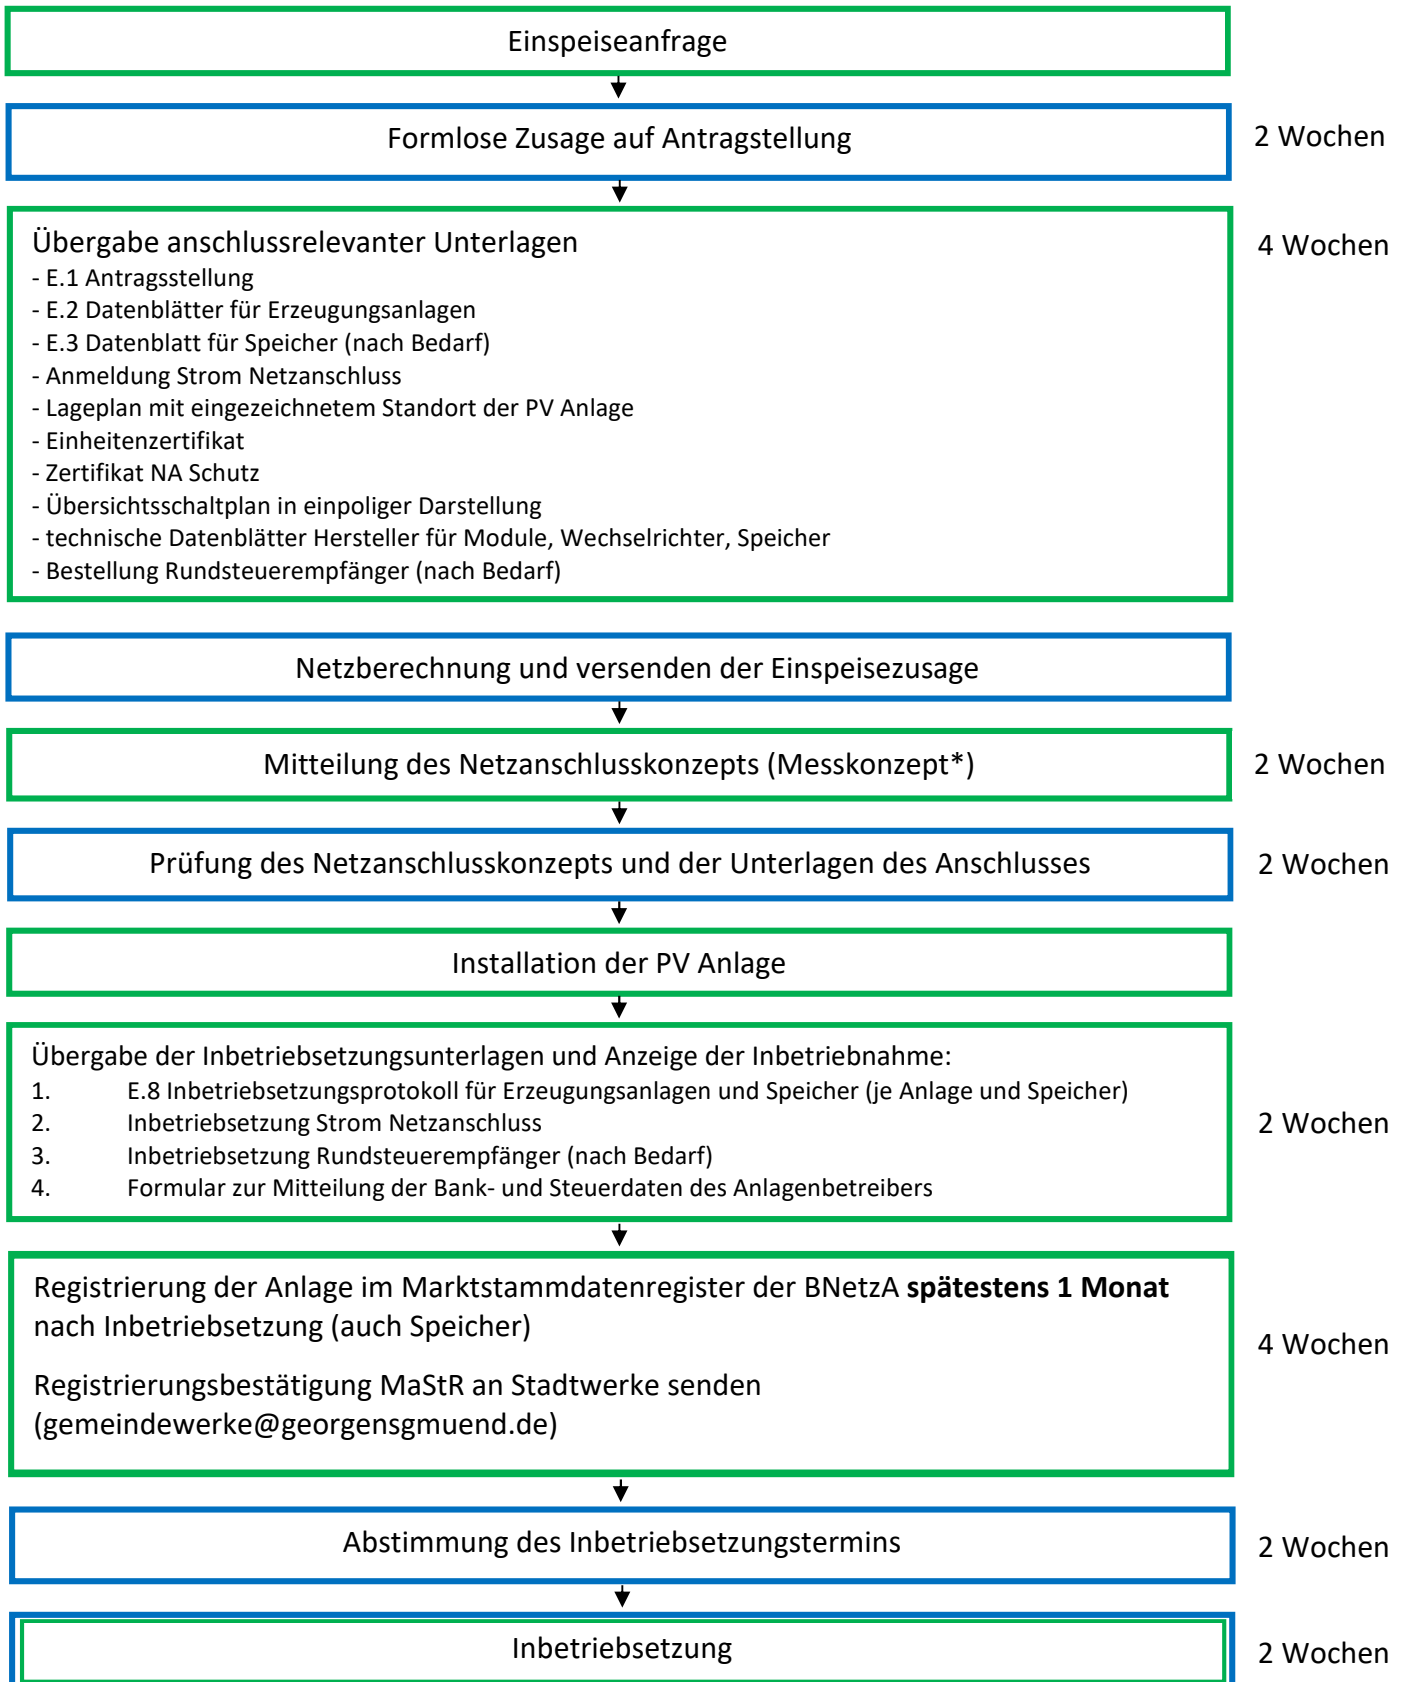 Einspeiseanfrage
Formlose Zusage auf Antragstellung
2 Wochen
Übergabe anschlussrelevanter Unterlagen
4 Wochen
- E.1 Antragsstellung
- E.2 Datenblätter für Erzeugungsanlagen
- E.3 Datenblatt für Speicher (nach Bedarf)
- Anmeldung Strom Netzanschluss
- Lageplan mit eingezeichnetem Standort der PV Anlage
- Einheitenzertifikat
- Zertifikat NA Schutz
- Übersichtsschaltplan in einpoliger Darstellung
- technische Datenblätter Hersteller für Module, Wechselrichter, Speicher
- Bestellung Rundsteuerempfänger (nach Bedarf)
Netzberechnung und versenden der Einspeisezusage
Mitteilung des Netzanschlusskonzepts (Messkonzept*)
2 Wochen
Prüfung des Netzanschlusskonzepts und der Unterlagen des Anschlusses
2 Wochen
Installation der PV Anlage
Übergabe der Inbetriebsetzungsunterlagen und Anzeige der Inbetriebnahme:
1. E.8 Inbetriebsetzungsprotokoll für Erzeugungsanlagen und Speicher (je Anlage und Speicher)
2. Inbetriebsetzung Strom Netzanschluss
3. Inbetriebsetzung Rundsteuerempfänger (nach Bedarf)
4. Formular zur Mitteilung der Bank- und Steuerdaten des Anlagenbetreibers
2 Wochen
Registrierung der Anlage im Marktstammdatenregister der BNetzA spätestens 1 Monat
nach Inbetriebsetzung (auch Speicher)
Registrierungsbestätigung MaStR an Stadtwerke senden
(gemeindewerke@georgensgmuend.de)
4 Wochen
Abstimmung des Inbetriebsetzungstermins
2 Wochen
Inbetriebsetzung
2 Wochen